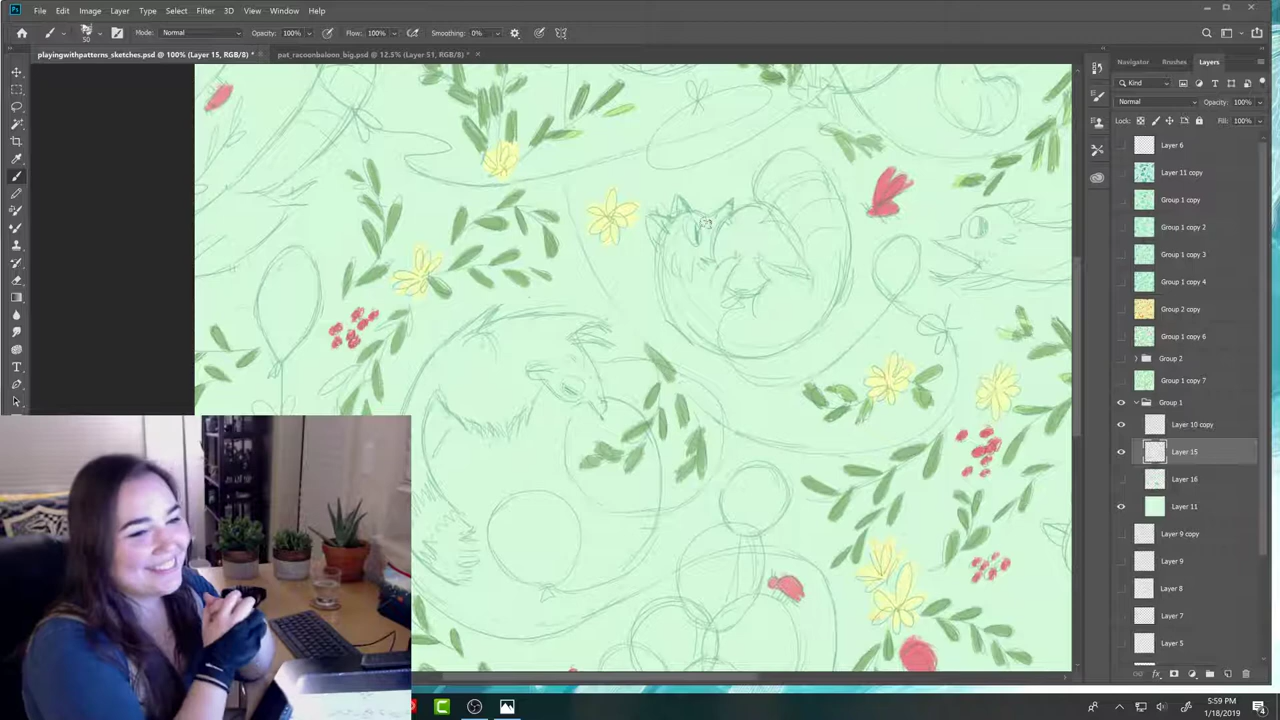 Ps File Edit Image Layer Type Select Filter 3D View Window Help
50 Mode: Normal Opacity: 100% Flow: 100% Smoothing: 0%
playingwithpatterns_sketches.psd @ 100% (Layer 15, RGB/8) * × pat_racoonbaloon_big.psd @ 12.5% (Layer 51, RGB/8) * ×
Navigator Brushes Layers
Kind
Normal Opacity: 100%
Lock: Fill: 100%
Layer 6
Layer 11 copy
Group 1 copy
Group 1 copy 2
Group 1 copy 3
Group 1 copy 4
Group 2 copy
Group 1 copy 6
Group 2
Group 1 copy 7
Group 1
Layer 10 copy
Layer 15
Layer 16
Layer 11
Layer 9 copy
Layer 9
Layer 8
Layer 7
Layer 5
fx
5:59 PM
1/18/2019